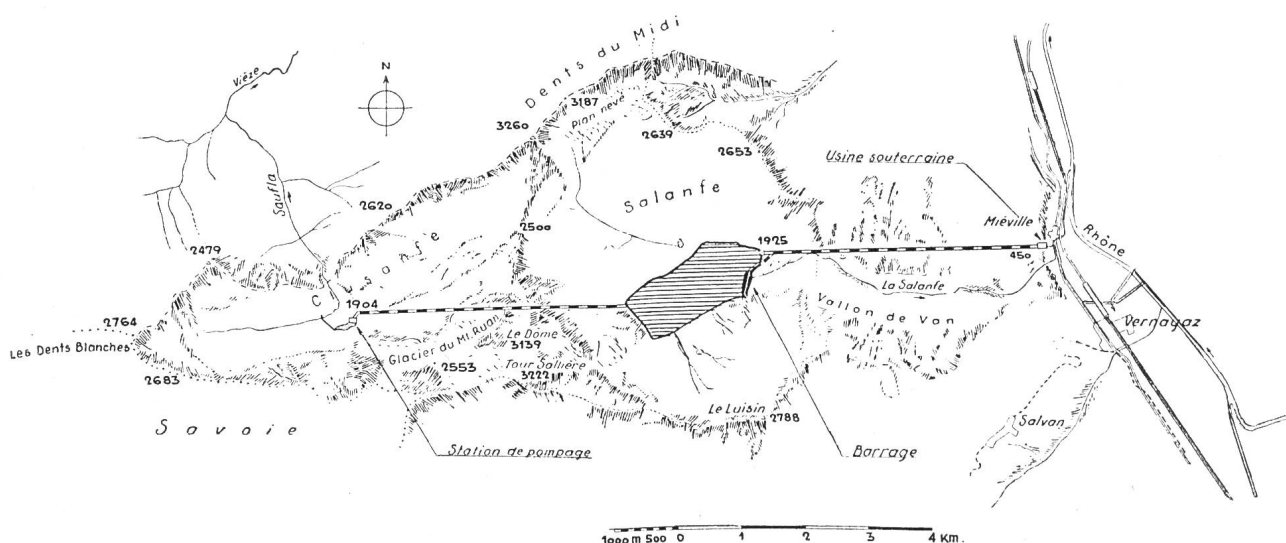 Dents du Midi
Vièze
N
3187
plan névé
3260
2639
2653
Usine souterraine
Saufla
Salanfe
Miéville
2620
Rhône
2500
1925
2479
Susanfe
450
C
La Salanfe
1904
Vallon de Van
2764
Vernayaz
Les Dents Blanches
Glacier du Mt. Ruan
Le Dôme
3139
2683
2553
Tour Sallière
3222
Le Luisin
2788
Savoie
Salvan
Station de pompage
Barrage
1000 m 500 0 1 2 3 4 Km.